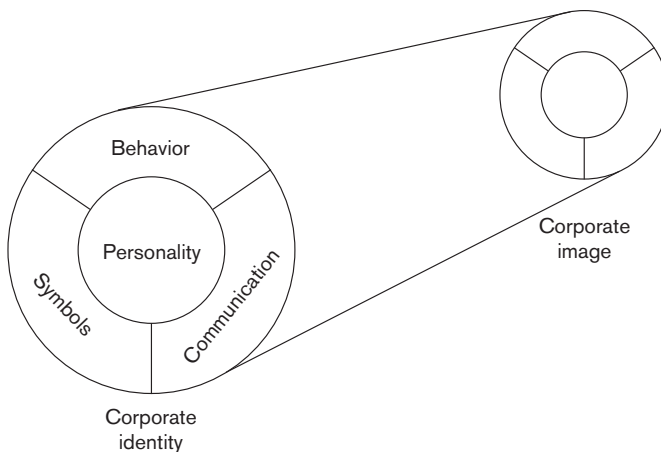 Behavior
Personality
Symbols
Communication
Corporate
identity
Corporate
image